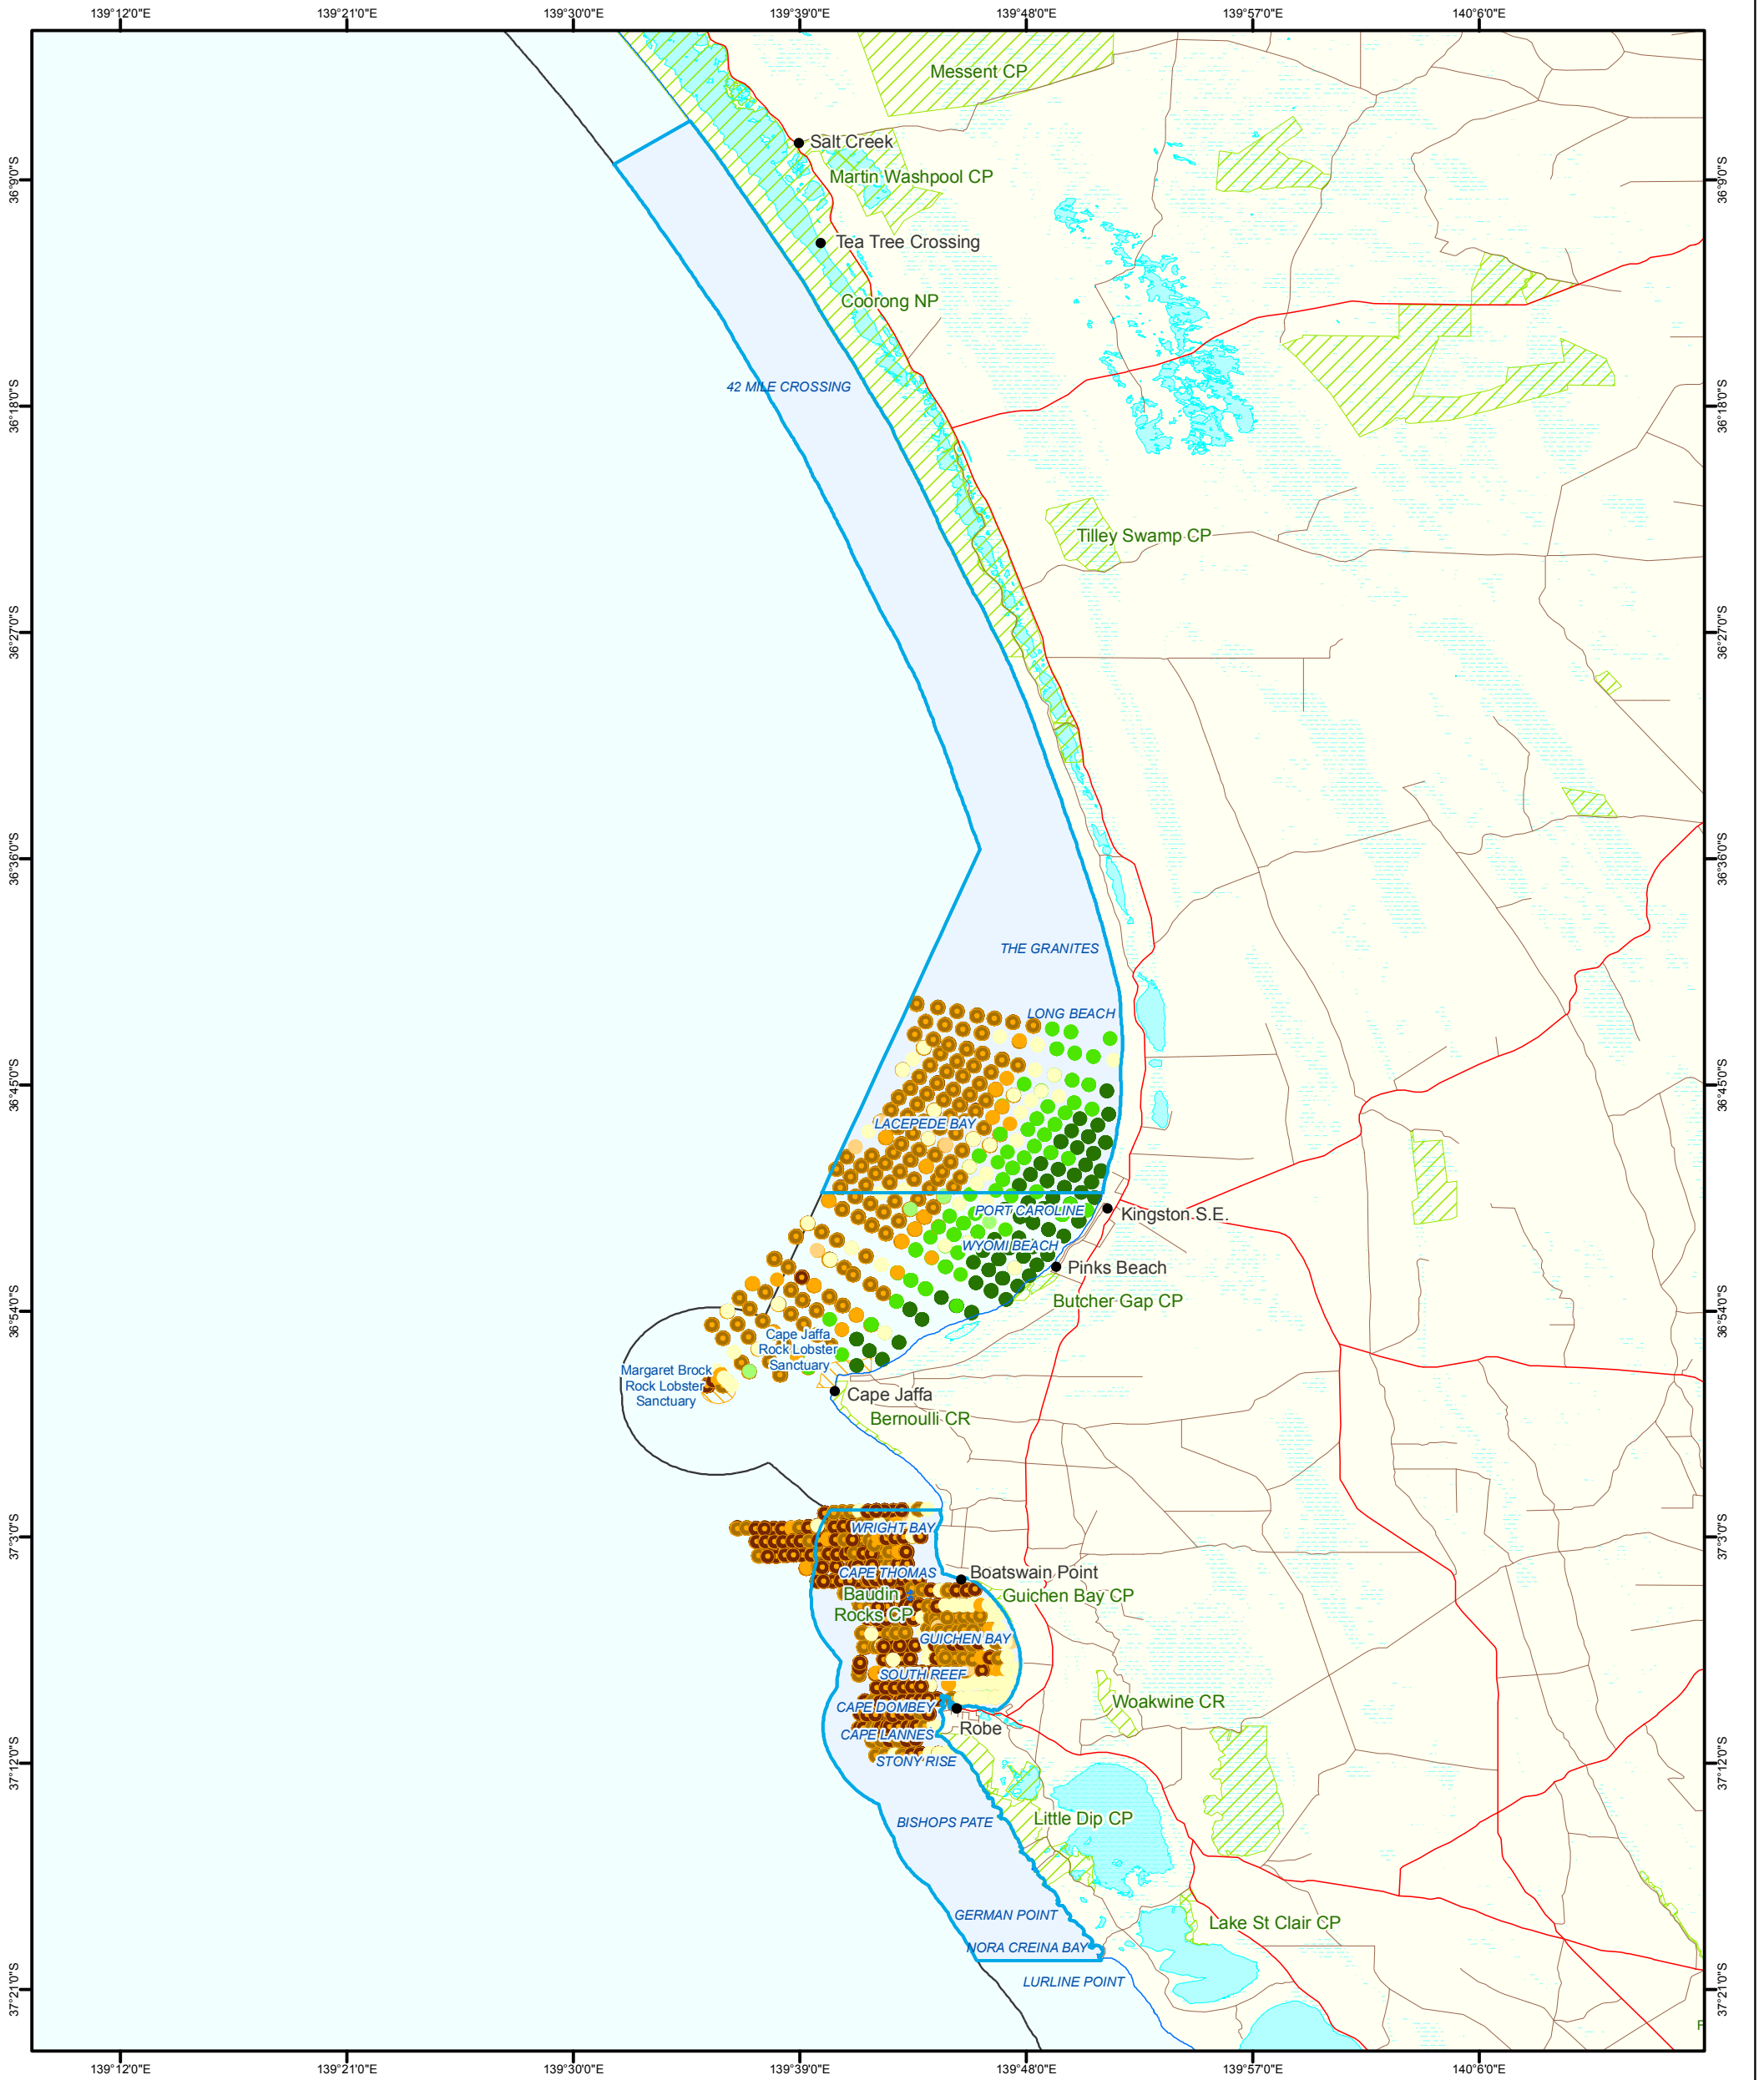 139°12'0"E
139°21'0"E
139°30'0"E
139°39'0"E
139°48'0"E
139°57'0"E
140°6'0"E
Messent CP
Salt Creek
36°9'0"S
36°9'0"S
Martin Washpool CP
Tea Tree Crossing
Coorong NP
42 MILE CROSSING
36°18'0"S
36°18'0"S
Tilley Swamp CP
36°27'0"S
36°27'0"S
36°36'0"S
36°36'0"S
THE GRANITES
LONG BEACH
36°45'0"S
36°45'0"S
LACEPEDE BAY
PORT CAROLINE
Kingston S.E.
WYOMI BEACH
Pinks Beach
Butcher Gap CP
36°54'0"S
36°54'0"S
Cape Jaffa
Rock Lobster
Sanctuary
Margaret Brock
Rock Lobster
Sanctuary
Cape Jaffa
Bernoulli CR
37°3'0"S
37°3'0"S
WRIGHT BAY
CAPE THOMAS
Boatswain Point
Baudin
Rocks CP
Guichen Bay CP
GUICHEN BAY
SOUTH REEF
Woakwine CR
CAPE DOMBEY
Robe
CAPE LANNES
STONY RISE
37°12'0"S
37°12'0"S
BISHOPS PATE
Little Dip CP
GERMAN POINT
Lake St Clair CP
NORA CREINA BAY
LURLINE POINT
37°21'0"S
37°21'0"S
139°12'0"E
139°21'0"E
139°30'0"E
139°39'0"E
139°48'0"E
139°57'0"E
140°6'0"E